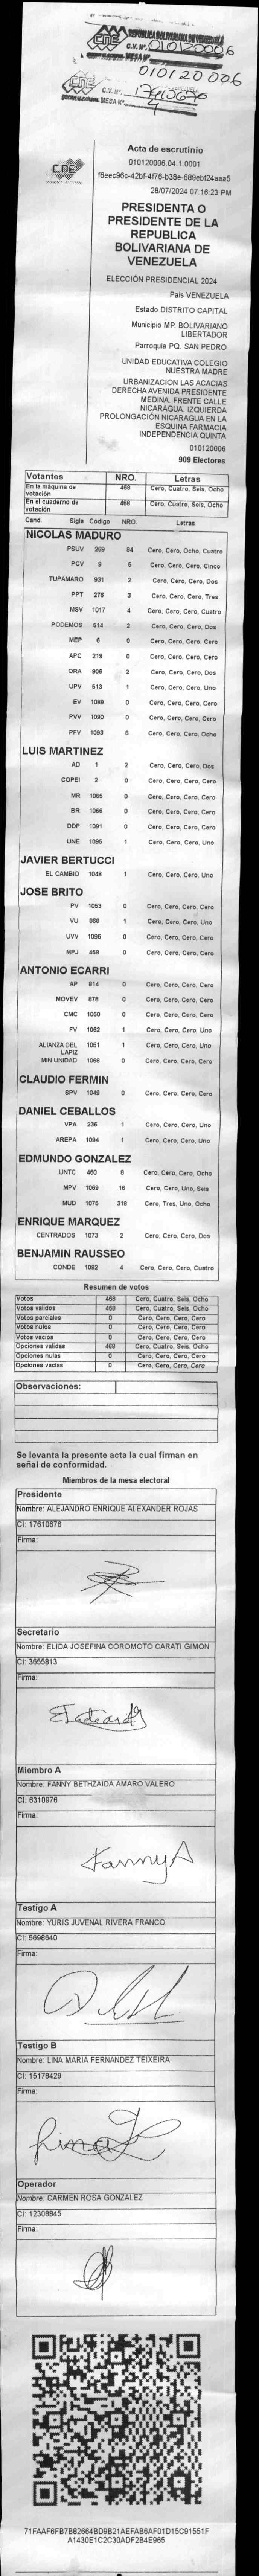 CNE
REPÚBLICA BOLIVARIANA DE VENEZUELA
C.V. N° 010120006
010120006
CNE
C.V. N°
MESA N° 4
CNE
Acta de escrutinio
010120006.04.1.0001
f6eec96c-42bf-4f76-b38e-689ebf24aaa5
28/07/2024 07:16:23 PM
PRESIDENTA O
PRESIDENTE DE LA
REPUBLICA
BOLIVARIANA DE
VENEZUELA
ELECCIÓN PRESIDENCIAL 2024
Pais VENEZUELA
Estado DISTRITO CAPITAL
Municipio MP. BOLIVARIANO
LIBERTADOR
Parroquia PQ. SAN PEDRO
UNIDAD EDUCATIVA COLEGIO
NUESTRA MADRE
URBANIZACION LAS ACACIAS
DERECHA AVENIDA PRESIDENTE
MEDINA. FRENTE CALLE
NICARAGUA. IZQUIERDA
PROLONGACIÓN NICARAGUA EN LA
ESQUINA FARMACIA
INDEPENDENCIA QUINTA
010120006
909 Electores
Votantes NRO. Letras
En la máquina de votación 468 Cero, Cuatro, Seis, Ocho
En el cuaderno de votación 468 Cero, Cuatro, Seis, Ocho
Cand. Sigla Código NRO. Letras
NICOLAS MADURO
PSUV 269 84 Cero, Cero, Ocho, Cuatro
PCV 9 5 Cero, Cero, Cero, Cinco
TUPAMARO 931 2 Cero, Cero, Cero, Dos
PPT 276 3 Cero, Cero, Cero, Tres
MSV 1017 4 Cero, Cero, Cero, Cuatro
PODEMOS 614 2 Cero, Cero, Cero, Dos
MEP 6 0 Cero, Cero, Cero, Cero
APC 219 0 Cero, Cero, Cero, Cero
ORA 906 2 Cero, Cero, Cero, Dos
UPV 513 1 Cero, Cero, Cero, Uno
EV 1089 0 Cero, Cero, Cero, Cero
PVV 1090 0 Cero, Cero, Cero, Cero
PFV 1093 8 Cero, Cero, Cero, Ocho
LUIS MARTINEZ
AD 1 2 Cero, Cero, Cero, Dos
COPEI 2 0 Cero, Cero, Cero, Cero
MR 1065 0 Cero, Cero, Cero, Cero
BR 1066 0 Cero, Cero, Cero, Cero
DDP 1091 0 Cero, Cero, Cero, Cero
UNE 1095 1 Cero, Cero, Cero, Uno
JAVIER BERTUCCI
EL CAMBIO 1048 1 Cero, Cero, Cero, Uno
JOSE BRITO
PV 1053 0 Cero, Cero, Cero, Cero
VU 868 1 Cero, Cero, Cero, Uno
UVV 1096 0 Cero, Cero, Cero, Cero
MPJ 459 0 Cero, Cero, Cero, Cero
ANTONIO ECARRI
AP 914 0 Cero, Cero, Cero, Cero
MOVEV 678 0 Cero, Cero, Cero, Cero
CMC 1050 0 Cero, Cero, Cero, Cero
FV 1062 1 Cero, Cero, Cero, Uno
ALIANZA DEL LAPIZ 1051 1 Cero, Cero, Cero, Uno
MIN UNIDAD 1068 0 Cero, Cero, Cero, Cero
CLAUDIO FERMIN
SPV 1049 0 Cero, Cero, Cero, Cero
DANIEL CEBALLOS
VPA 236 1 Cero, Cero, Cero, Uno
AREPA 1094 1 Cero, Cero, Cero, Uno
EDMUNDO GONZALEZ
UNTC 460 8 Cero, Cero, Cero, Ocho
MPV 1069 16 Cero, Cero, Uno, Seis
MUD 1075 318 Cero, Tres, Uno, Ocho
ENRIQUE MARQUEZ
CENTRADOS 1073 2 Cero, Cero, Cero, Dos
BENJAMIN RAUSSEO
CONDE 1092 4 Cero, Cero, Cero, Cuatro
Resumen de votos
Votos 468 Cero, Cuatro, Seis, Ocho
Votos validos 468 Cero, Cuatro, Seis, Ocho
Votos parciales 0 Cero, Cero, Cero, Cero
Votos nulos 0 Cero, Cero, Cero, Cero
Votos vacios 0 Cero, Cero, Cero, Cero
Opciones validas 468 Cero, Cuatro, Seis, Ocho
Opciones nulas 0 Cero, Cero, Cero, Cero
Opciones vacias 0 Cero, Cero, Cero, Cero
Observaciones:
Se levanta la presente acta la cual firman en
señal de conformidad.
Miembros de la mesa electoral
Presidente
Nombre: ALEJANDRO ENRIQUE ALEXANDER ROJAS
CI: 17610676
Firma:
Secretario
Nombre: ELIDA JOSEFINA COROMOTO CARATI GIMON
CI: 3655813
Firma:
Miembro A
Nombre: FANNY BETHZAIDA AMARO VALERO
CI: 6310976
Firma:
Fanny A
Testigo A
Nombre: YURIS JUVENAL RIVERA FRANCO
CI: 5698640
Firma:
Testigo B
Nombre: LINA MARIA FERNANDEZ TEIXEIRA
CI: 15178429
Firma:
Lina
Operador
Nombre: CARMEN ROSA GONZALEZ
CI: 12308845
Firma:
71FAAF6FB7B82664BD9B21AEFAB6AF01D15C91551F
A1430E1C2C30ADF2B4E965